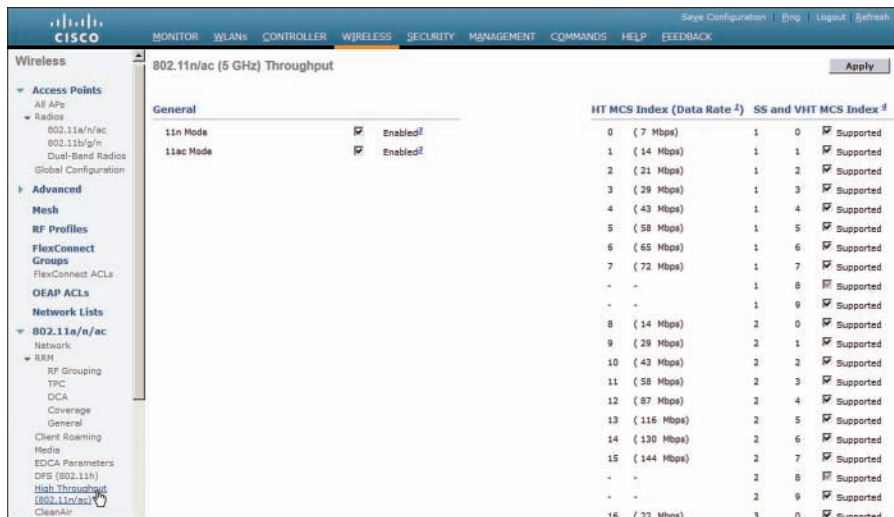 Save Configuration | Ping | Logout | Refresh
CISCO
MONITOR WLANs CONTROLLER WIRELESS SECURITY MANAGEMENT COMMANDS HELP FEEDBACK
Wireless
Access Points
All APs
Radios
802.11a/n/ac
802.11b/g/n
Dual-Band Radios
Global Configuration
Advanced
Mesh
RF Profiles
FlexConnect
Groups
FlexConnect ACLs
OEAP ACLs
Network Lists
802.11a/n/ac
Network
RRM
RF Grouping
TPC
DCA
Coverage
General
Client Roaming
Media
EDCA Parameters
DFS (802.11h)
High Throughput
(802.11n/ac)
CleanAir
802.11n/ac (5 GHz) Throughput
Apply
General
11n Mode Enabled2
11ac Mode Enabled2
HT MCS Index (Data Rate 1) SS and VHT MCS Index 4
0 ( 7 Mbps) 1 0 Supported
1 ( 14 Mbps) 1 1 Supported
2 ( 21 Mbps) 1 2 Supported
3 ( 29 Mbps) 1 3 Supported
4 ( 43 Mbps) 1 4 Supported
5 ( 58 Mbps) 1 5 Supported
6 ( 65 Mbps) 1 6 Supported
7 ( 72 Mbps) 1 7 Supported
- - 1 8 Supported
- - 1 9 Supported
8 ( 14 Mbps) 2 0 Supported
9 ( 29 Mbps) 2 1 Supported
10 ( 43 Mbps) 2 2 Supported
11 ( 58 Mbps) 2 3 Supported
12 ( 87 Mbps) 2 4 Supported
13 ( 116 Mbps) 2 5 Supported
14 ( 130 Mbps) 2 6 Supported
15 ( 144 Mbps) 2 7 Supported
- - 2 8 Supported
- - 2 9 Supported
16 ( 22 Mbps) 3 0 Supported